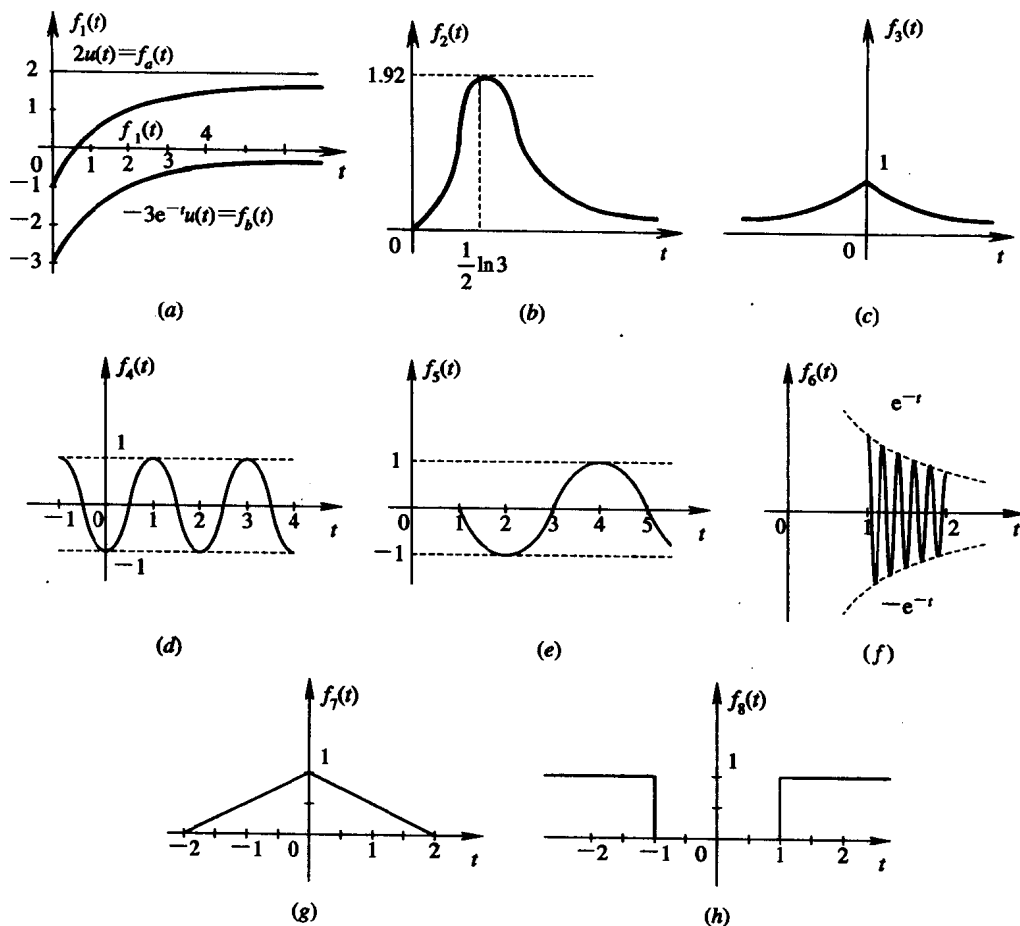 f₁(t)
2u(t)=fₐ(t)
2
1
f₁(t)
0
1
2
3
4
t
−1
−2
−3e⁻ᵗu(t)=f_b(t)
−3
(a)
f₂(t)
1.92
0
1/2 ln3
t
(b)
f₃(t)
1
0
t
(c)
f₄(t)
1
−1
0
1
2
3
4
t
−1
(d)
f₅(t)
1
0
1
2
3
4
5
t
−1
(e)
f₆(t)
e⁻ᵗ
0
1
2
t
−e⁻ᵗ
(f)
f₇(t)
1
−2
−1
0
1
2
t
(g)
f₈(t)
1
−2
−1
0
1
2
t
(h)